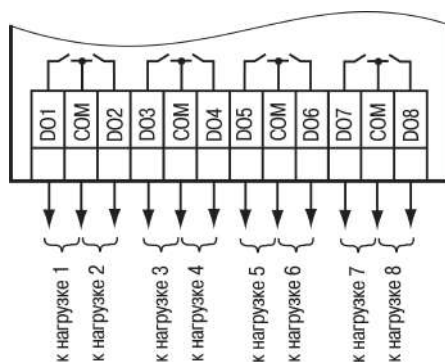 DO1
COM
DO2
DO3
COM
DO4
DO5
COM
DO6
DO7
COM
DO8
к нагрузке 1
к нагрузке 2
к нагрузке 3
к нагрузке 4
к нагрузке 5
к нагрузке 6
к нагрузке 7
к нагрузке 8